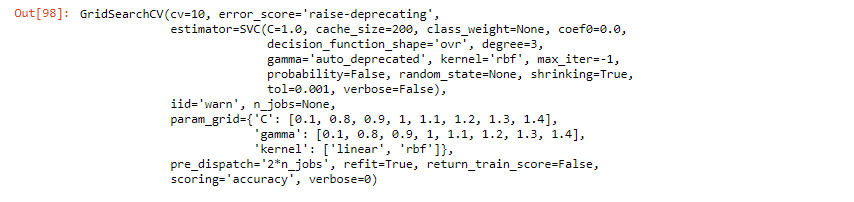 Out[98]: GridSearchCV(cv=10, error_score='raise-deprecating',
estimator=SVC(C=1.0, cache_size=200, class_weight=None, coef0=0.0,
decision_function_shape='ovr', degree=3,
gamma='auto_deprecated', kernel='rbf', max_iter=-1,
probability=False, random_state=None, shrinking=True,
tol=0.001, verbose=False),
iid='warn', n_jobs=None,
param_grid={'C': [0.1, 0.8, 0.9, 1, 1.1, 1.2, 1.3, 1.4],
'gamma': [0.1, 0.8, 0.9, 1, 1.1, 1.2, 1.3, 1.4],
'kernel': ['linear', 'rbf']},
pre_dispatch='2*n_jobs', refit=True, return_train_score=False,
scoring='accuracy', verbose=0)